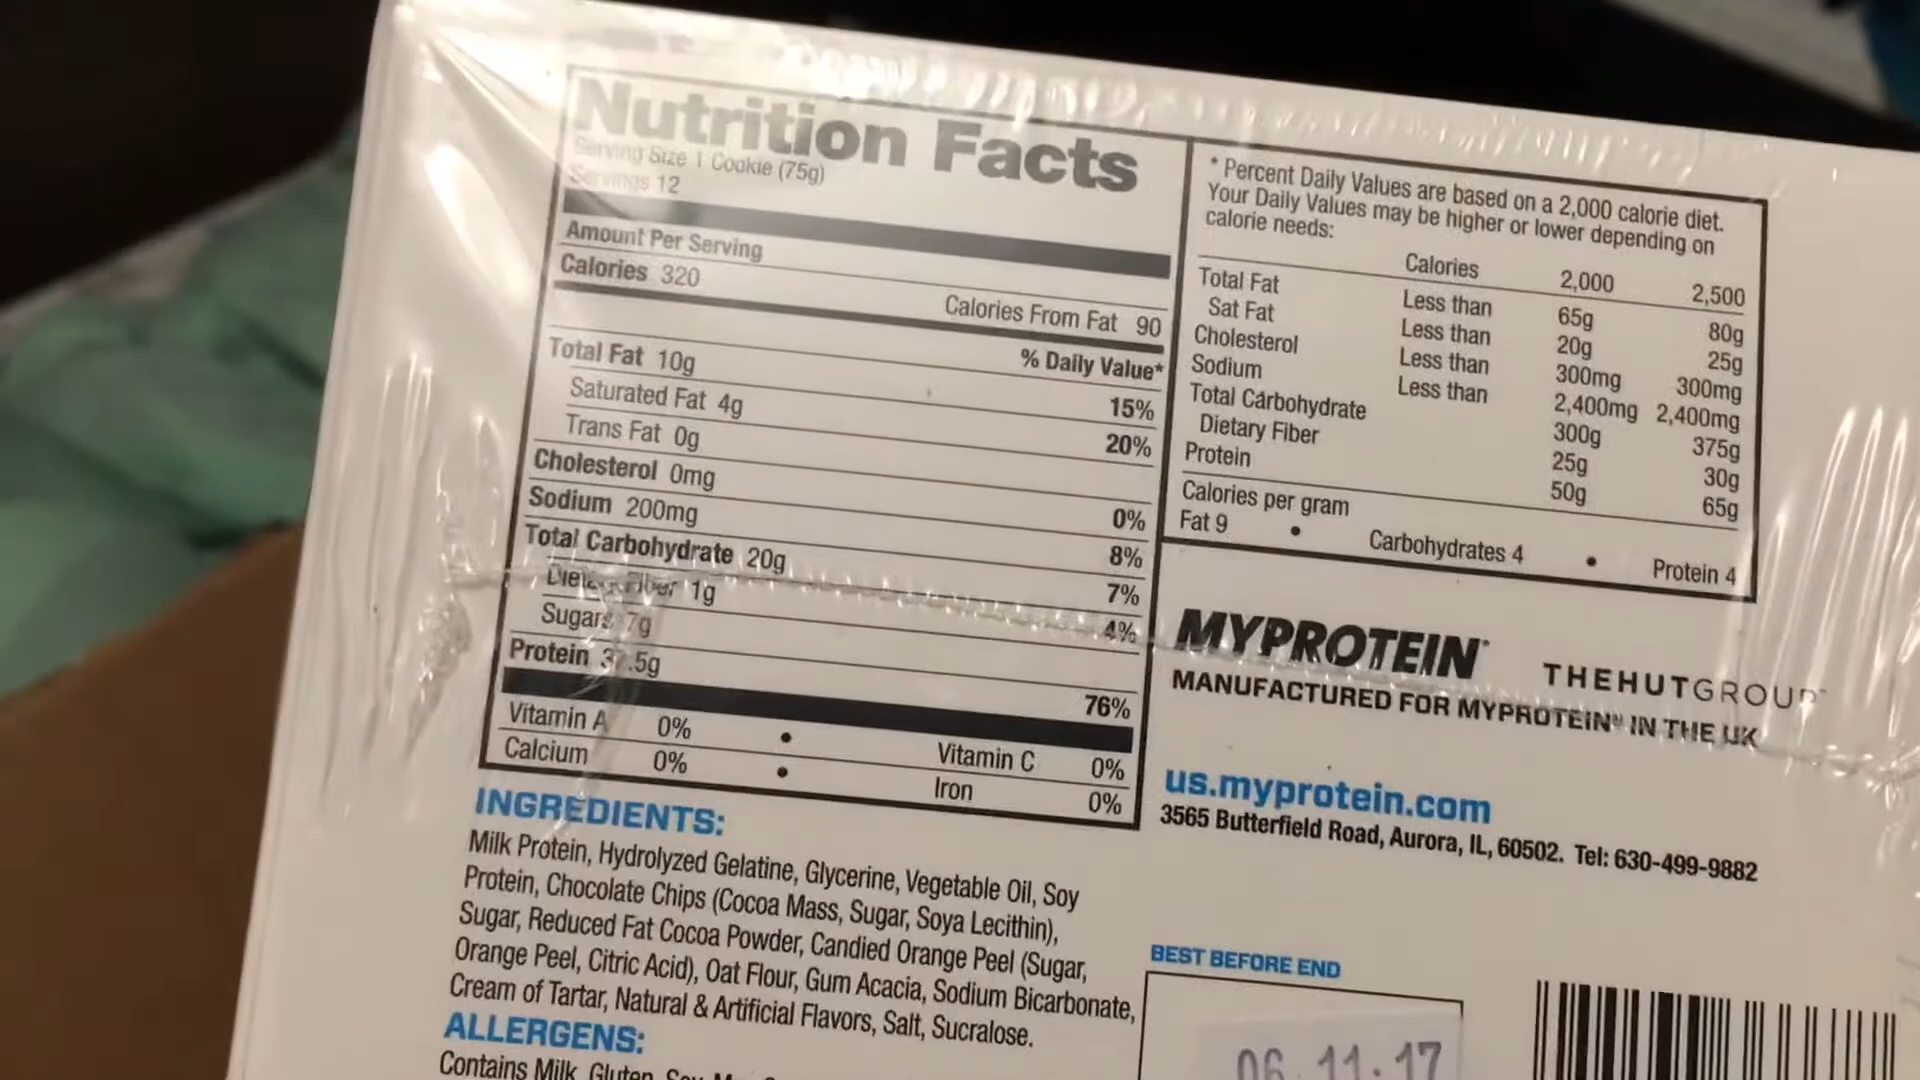 Nutrition Facts
Serving Size 1 Cookie (75g)
Servings 12
Amount Per Serving
Calories 320
Calories From Fat 90
% Daily Value*
Total Fat 10g 15%
Saturated Fat 4g 20%
Trans Fat 0g
Cholesterol 0mg 0%
Sodium 200mg 8%
Total Carbohydrate 20g 7%
Dietary Fiber 1g 4%
Sugars 7g
Protein 37.5g 76%
Vitamin A 0% • Vitamin C 0%
Calcium 0% • Iron 0%
* Percent Daily Values are based on a 2,000 calorie diet.
Your Daily Values may be higher or lower depending on
calorie needs:
Calories 2,000 2,500
Total Fat Less than 65g 80g
Sat Fat Less than 20g 25g
Cholesterol Less than 300mg 300mg
Sodium Less than 2,400mg 2,400mg
Total Carbohydrate 300g 375g
Dietary Fiber 25g 30g
Protein 50g 65g
Calories per gram
Fat 9 • Carbohydrates 4 • Protein 4
MYPROTEIN THEHUTGROUP
MANUFACTURED FOR MYPROTEIN IN THE UK
us.myprotein.com
3565 Butterfield Road, Aurora, IL, 60502. Tel: 630-499-9882
INGREDIENTS:
Milk Protein, Hydrolyzed Gelatine, Glycerine, Vegetable Oil, Soy
Protein, Chocolate Chips (Cocoa Mass, Sugar, Soya Lecithin),
Sugar, Reduced Fat Cocoa Powder, Candied Orange Peel (Sugar,
Orange Peel, Citric Acid), Oat Flour, Gum Acacia, Sodium Bicarbonate,
Cream of Tartar, Natural & Artificial Flavors, Salt, Sucralose.
ALLERGENS:
Contains Milk, Gluten, Soy
BEST BEFORE END
06.11.17